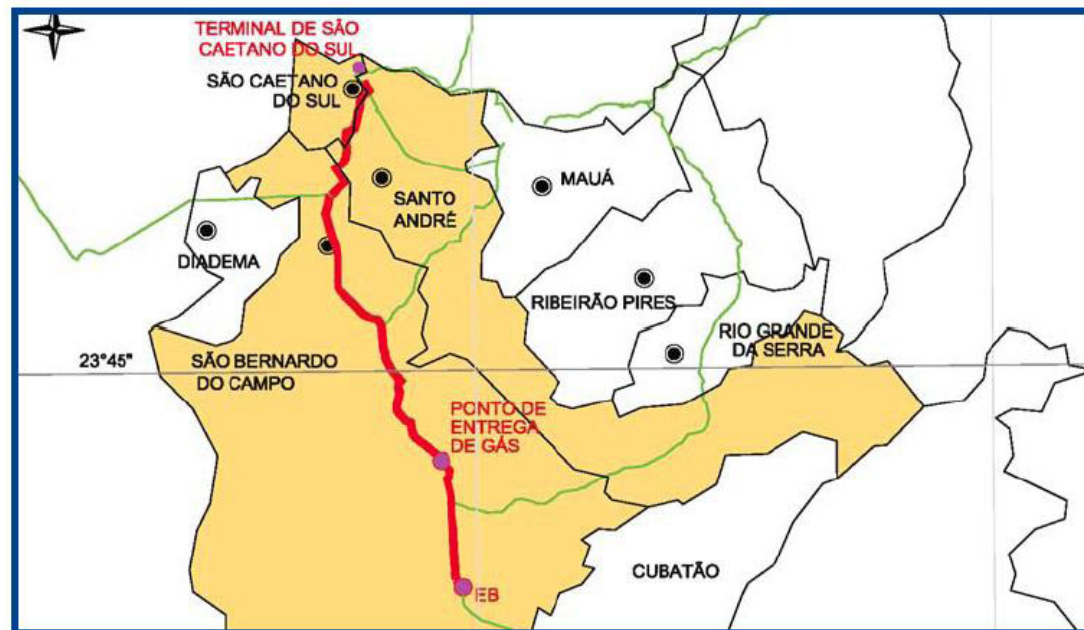 TERMINAL DE SÃO
CAETANO DO SUL
SÃO CAETANO
DO SUL
MAUÁ
SANTO
ANDRÉ
DIADEMA
RIBEIRÃO PIRES
RIO GRANDE
DA SERRA
23°45"
SÃO BERNARDO
DO CAMPO
PONTO DE
ENTREGA
DE GÁS
CUBATÃO
EB